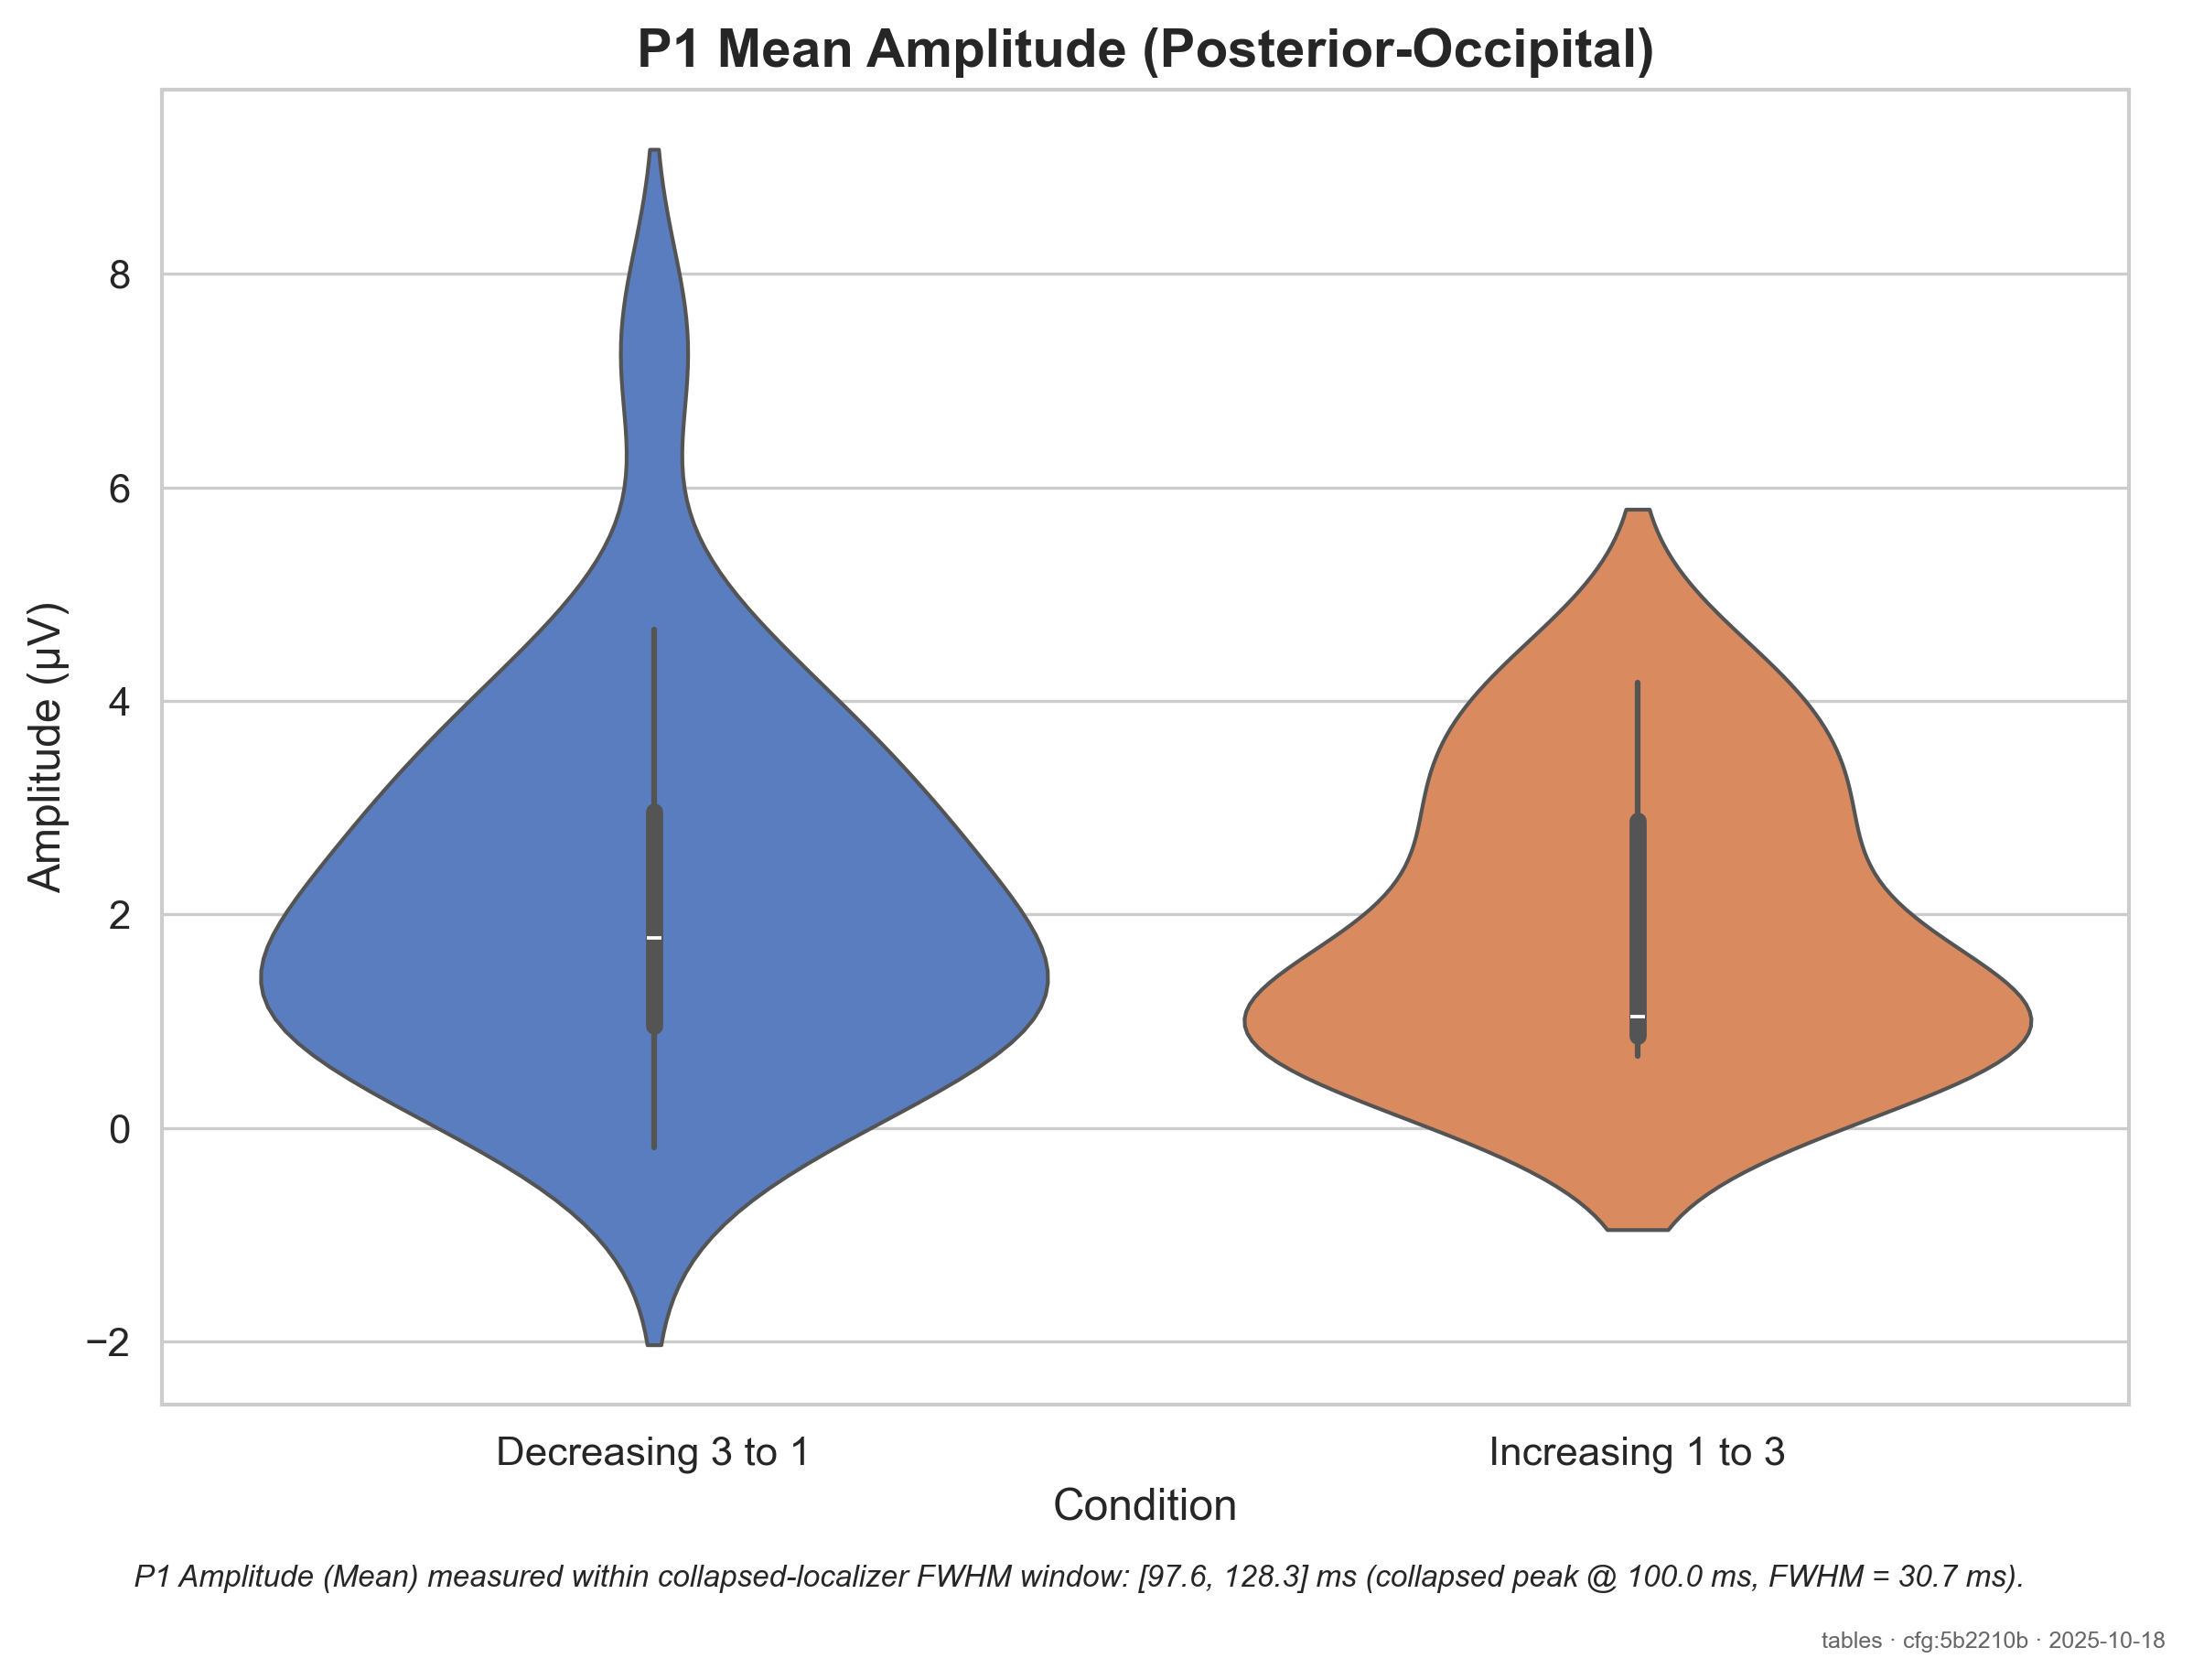 P1 Mean Amplitude (Posterior-Occipital)
Amplitude (µV)
8
6
4
2
0
−2
Decreasing 3 to 1
Increasing 1 to 3
Condition
P1 Amplitude (Mean) measured within collapsed-localizer FWHM window: [97.6, 128.3] ms (collapsed peak @ 100.0 ms, FWHM = 30.7 ms).
tables · cfg:5b2210b · 2025-10-18